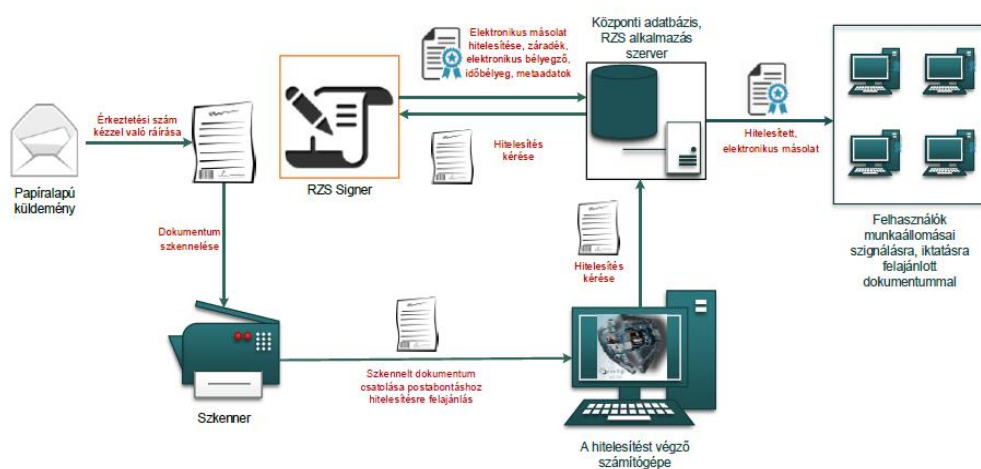 Papíralapú
küldemény
Érkeztetési szám
kézzel való ráírása
Dokumentum
szkennelése
Szkenner
Szkennelt dokumentum
csatolása postabontáshoz
hitelesítésre felajánlás
A hitelesítést végző
számítógépe
Hitelesítés
kérése
Központi adatbázis,
RZS alkalmazás
szerver
Hitelesítés
kérése
RZS Signer
Elektronikus másolat
hitelesítése, záradék,
elektronikus bélyegző,
időbélyeg, metaadatok
Hitelesített,
elektronikus másolat
Felhasználók
munkaállomásai
szignálásra, iktatásra
felajánlott
dokumentummal